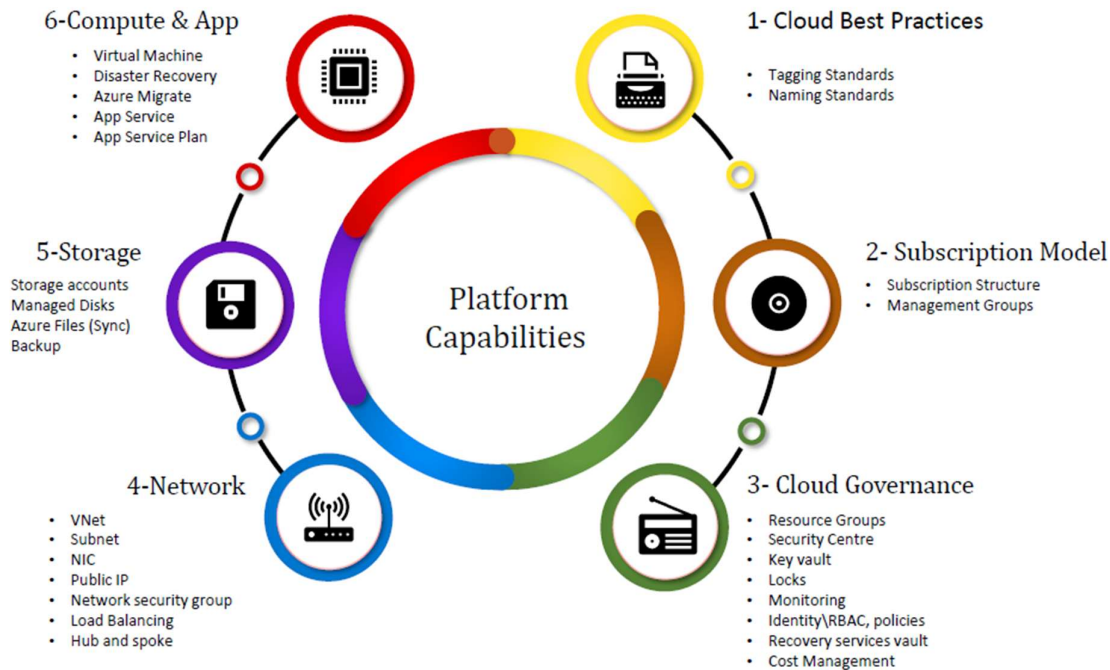 6-Compute & App
• Virtual Machine
• Disaster Recovery
• Azure Migrate
• App Service
• App Service Plan
1- Cloud Best Practices
• Tagging Standards
• Naming Standards
5-Storage
Storage accounts
Managed Disks
Azure Files (Sync)
Backup
Platform
Capabilities
2- Subscription Model
• Subscription Structure
• Management Groups
4-Network
• VNet
• Subnet
• NIC
• Public IP
• Network security group
• Load Balancing
• Hub and spoke
3- Cloud Governance
• Resource Groups
• Security Centre
• Key vault
• Locks
• Monitoring
• Identity\RBAC, policies
• Recovery services vault
• Cost Management